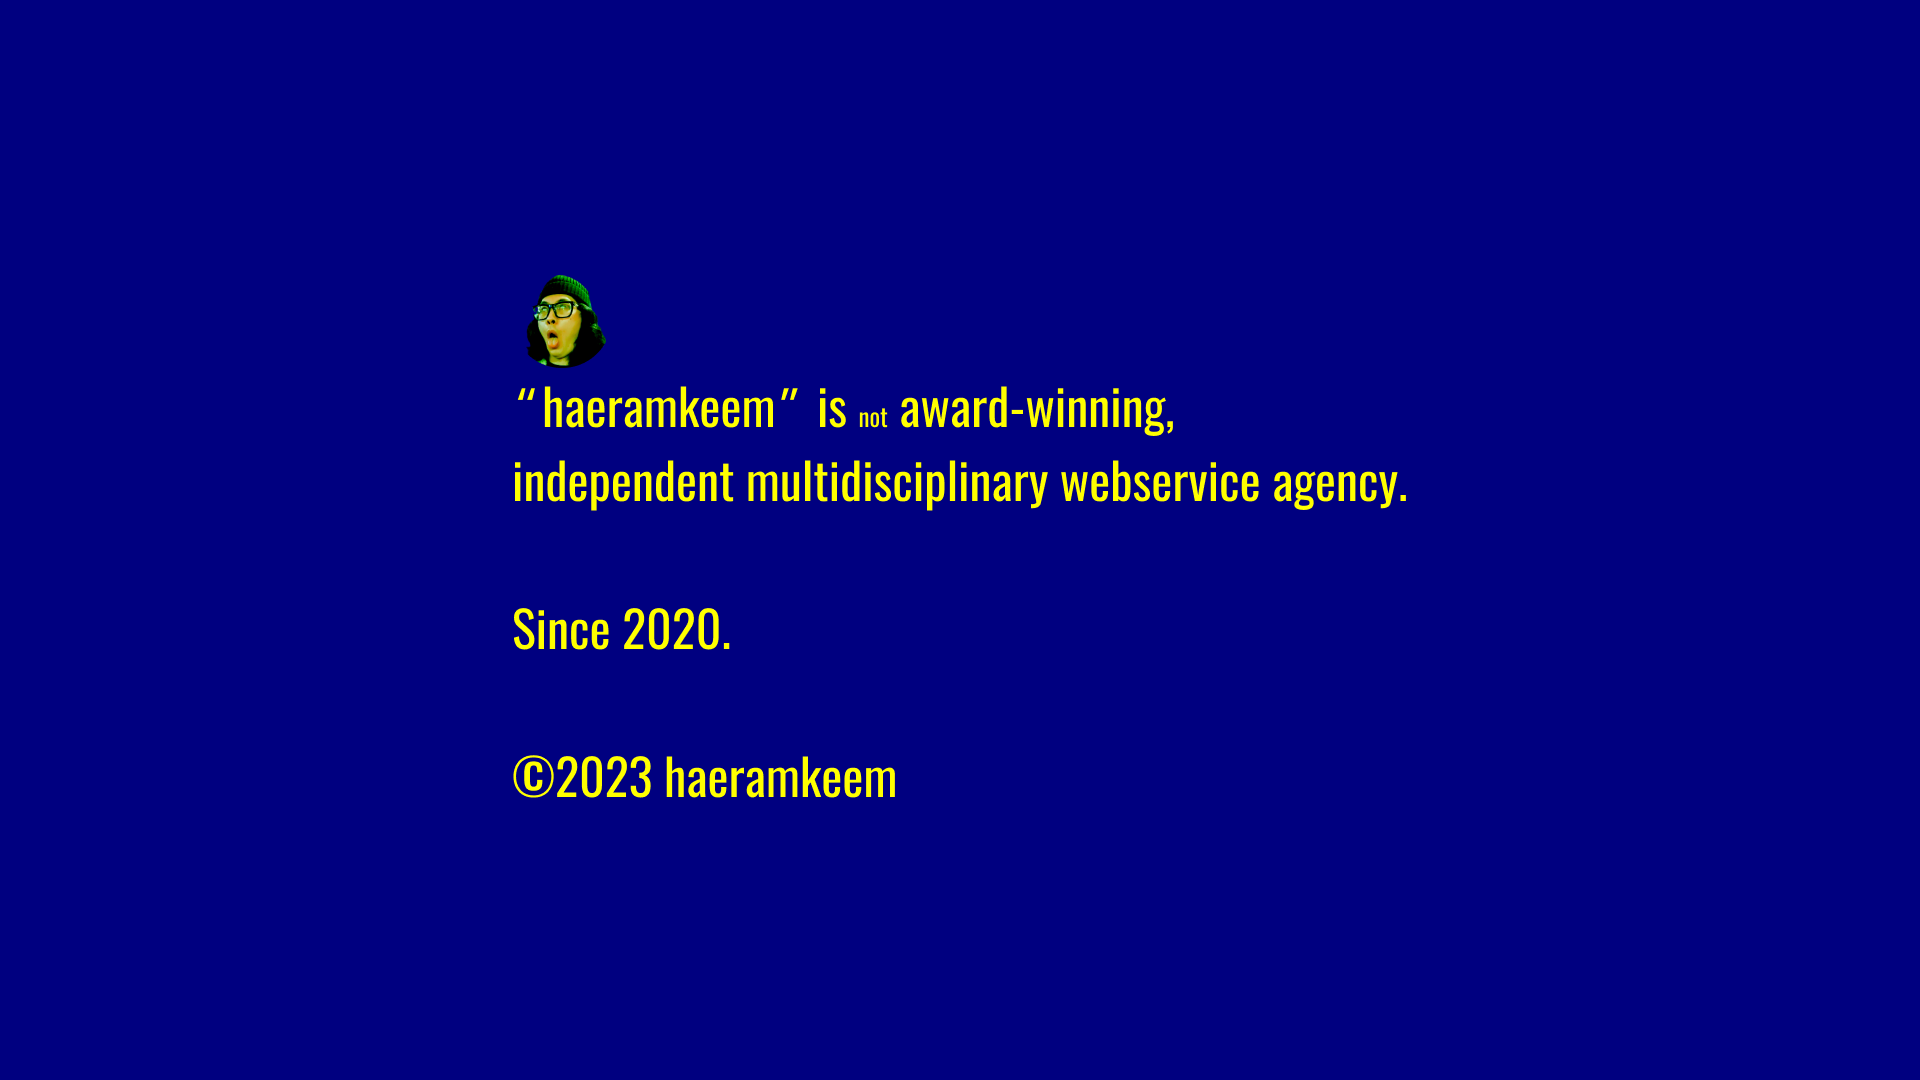 “haeramkeem” is not award-winning,
independent multidisciplinary webservice agency.
Since 2020.
©2023 haeramkeem